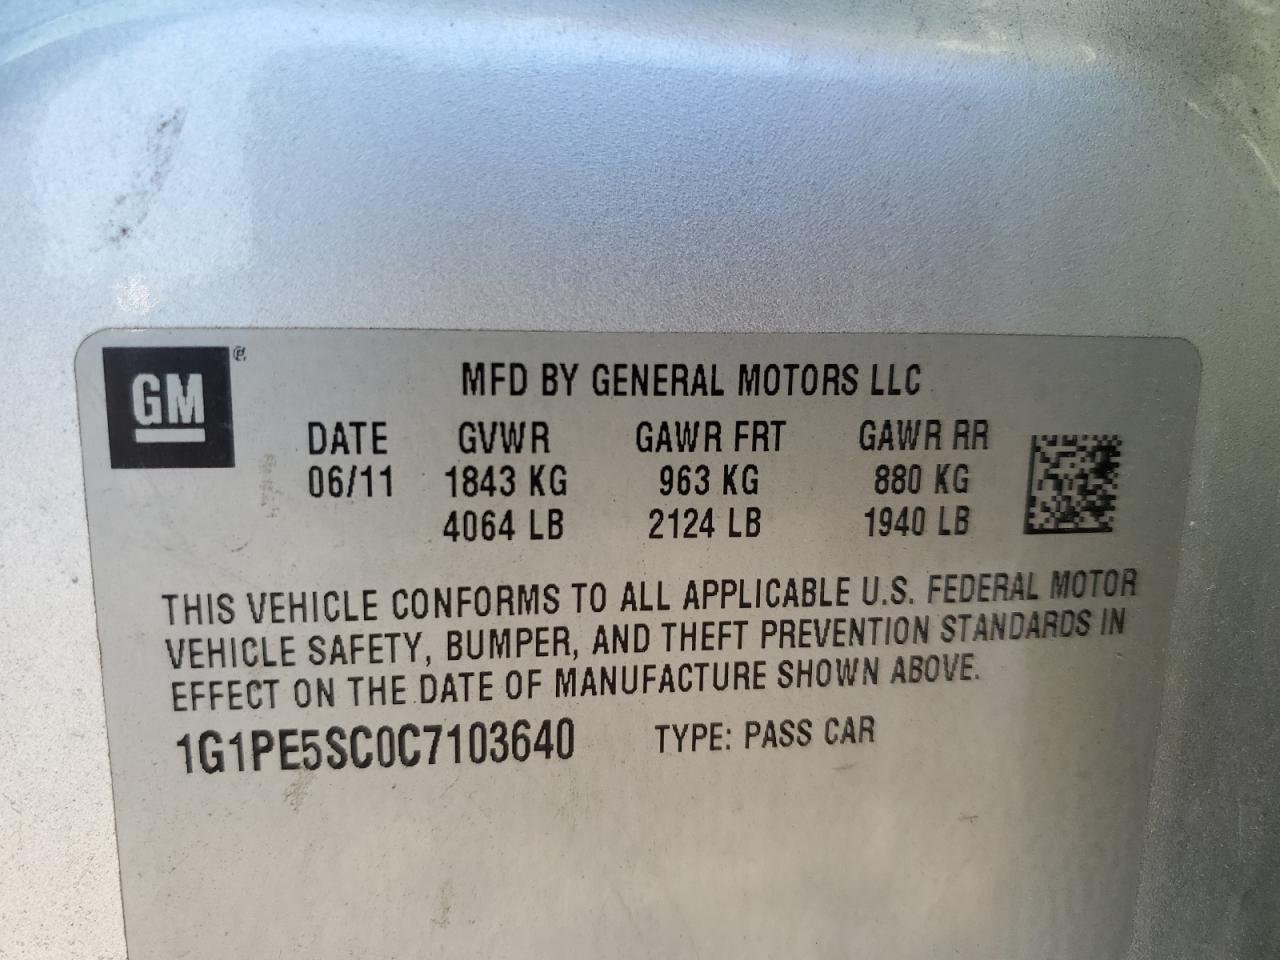 GM ®
MFD BY GENERAL MOTORS LLC
DATE GVWR GAWR FRT GAWR RR
06/11 1843 KG 963 KG 880 KG
4064 LB 2124 LB 1940 LB
THIS VEHICLE CONFORMS TO ALL APPLICABLE U.S. FEDERAL MOTOR
VEHICLE SAFETY, BUMPER, AND THEFT PREVENTION STANDARDS IN
EFFECT ON THE DATE OF MANUFACTURE SHOWN ABOVE.
1G1PE5SC0C7103640 TYPE: PASS CAR